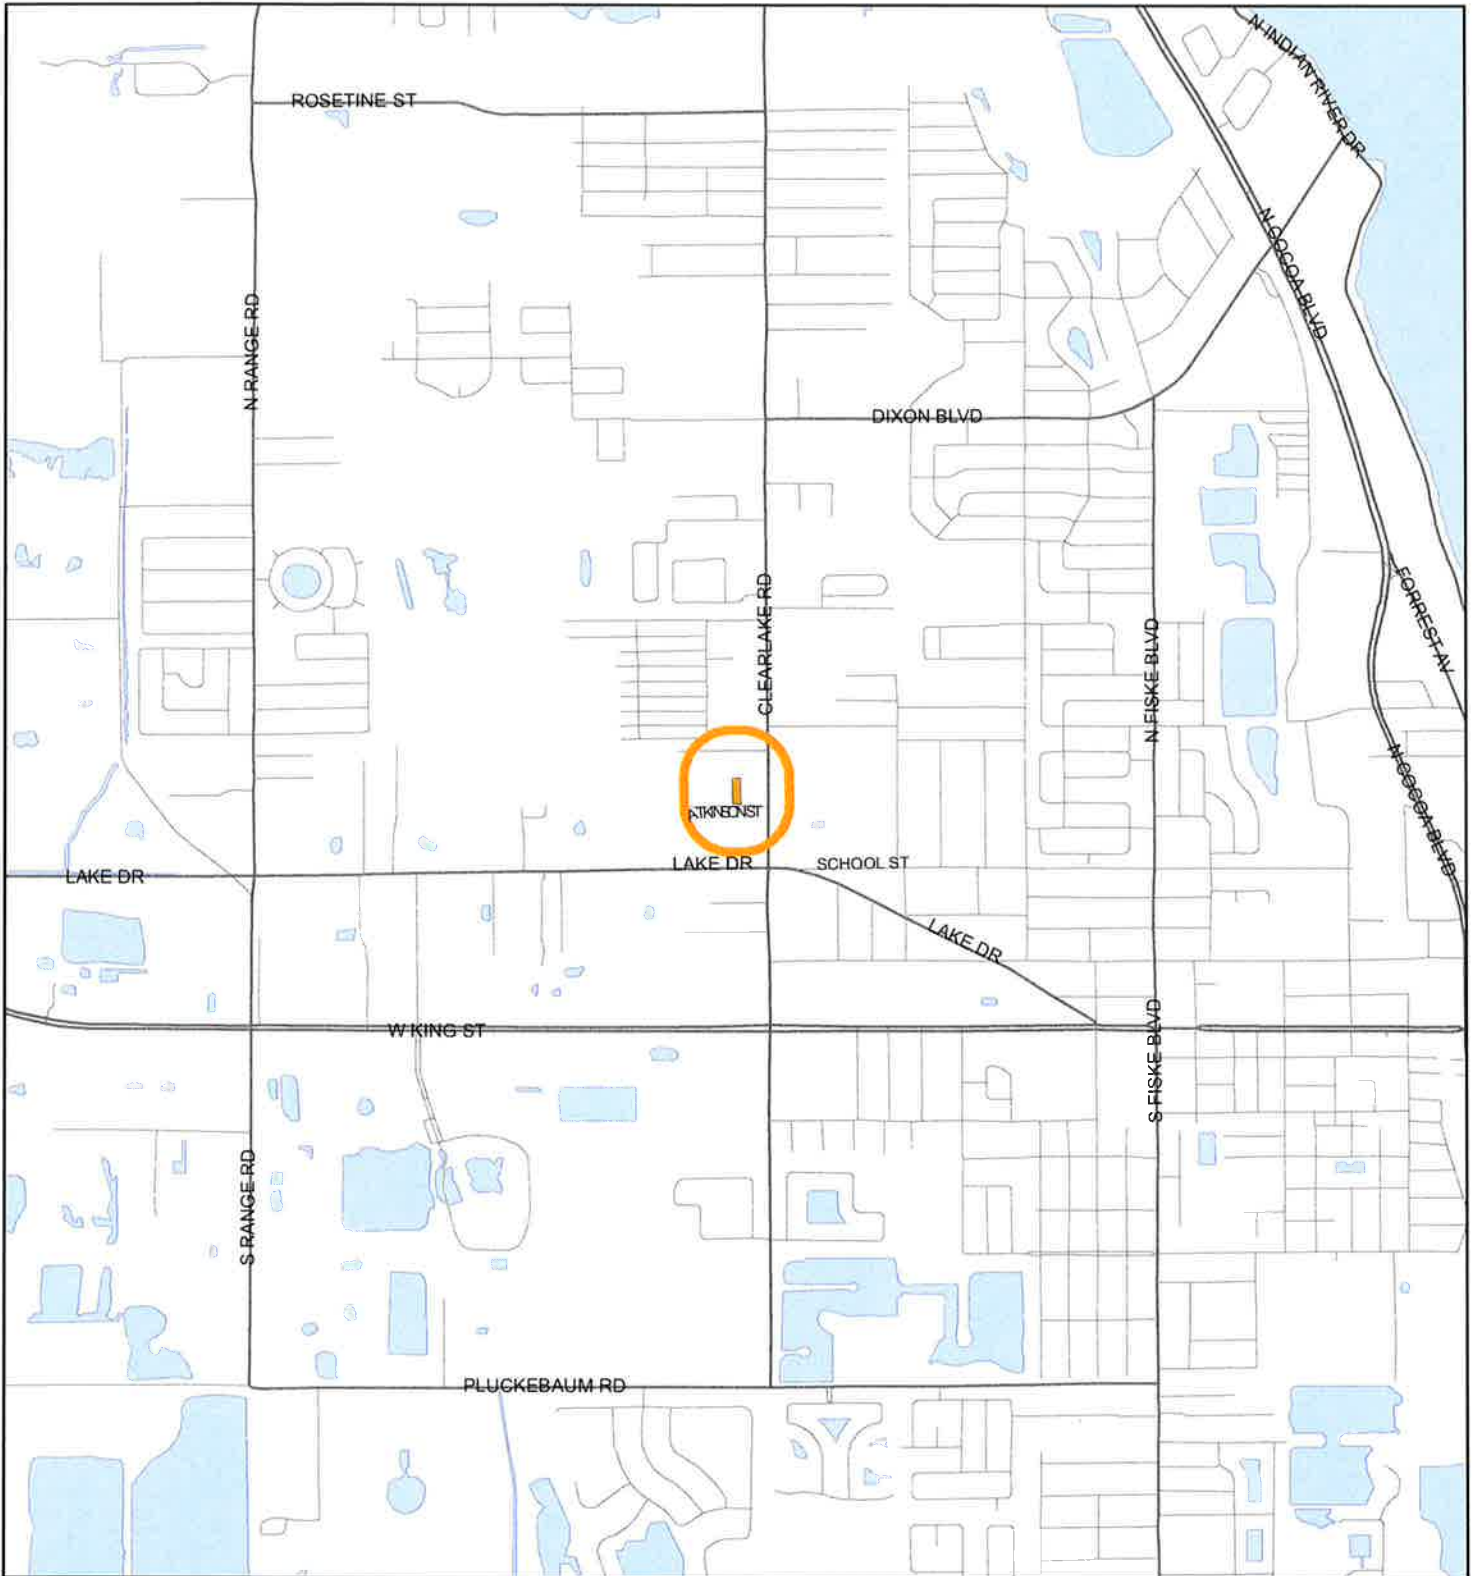 N INDIAN RIVER DR
ROSETINE ST
N COCOA BLVD
N RANGE RD
DIXON BLVD
FORREST AV
CLEARLAKE RD
N FISKE BLVD
N COCOA BLVD
ATKINSON ST
LAKE DR
LAKE DR
SCHOOL ST
LAKE DR
W KING ST
S FISKE BLVD
S RANGE RD
PLUCKEBAUM RD